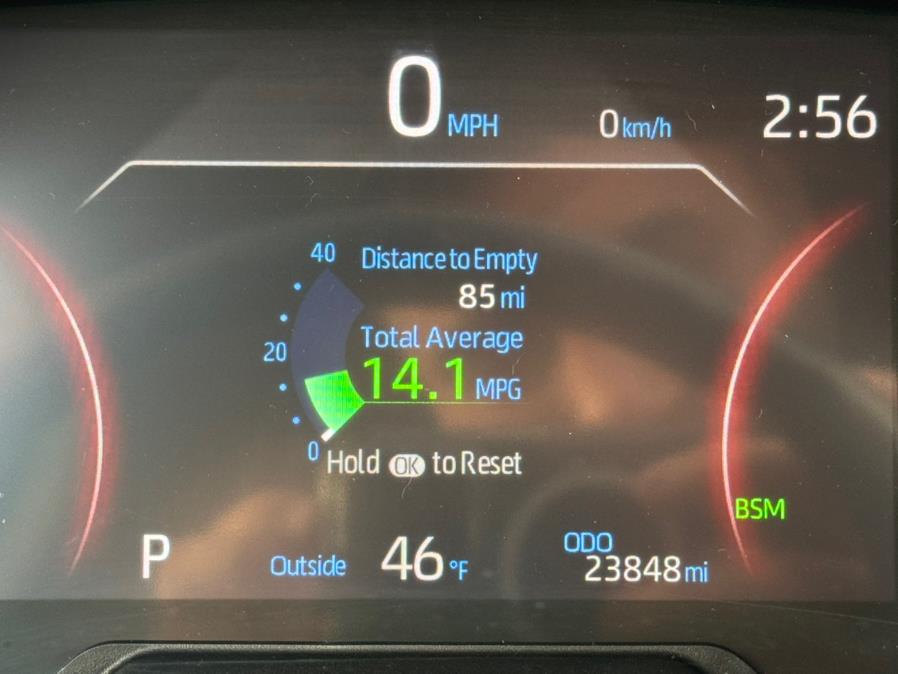 0 MPH 0 km/h 2:56
40 Distance to Empty
85 mi
Total Average
20 14.1 MPG
0 Hold OK to Reset
BSM
P Outside 46 °F ODO
23848 mi